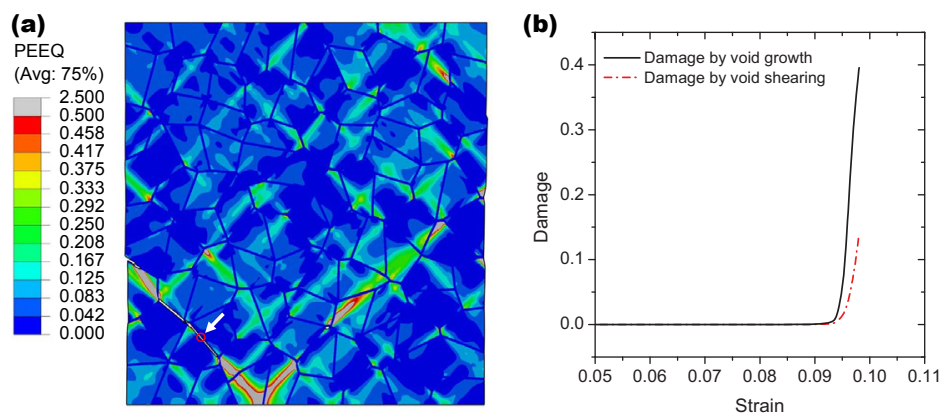 (a)
PEEQ
(Avg: 75%)
2.500
0.500
0.458
0.417
0.375
0.333
0.292
0.250
0.208
0.167
0.125
0.083
0.042
0.000
(b)
Damage by void growth
Damage by void shearing
0.4
0.3
0.2
0.1
0.0
Damage
0.05 0.06 0.07 0.08 0.09 0.10 0.11
Strain